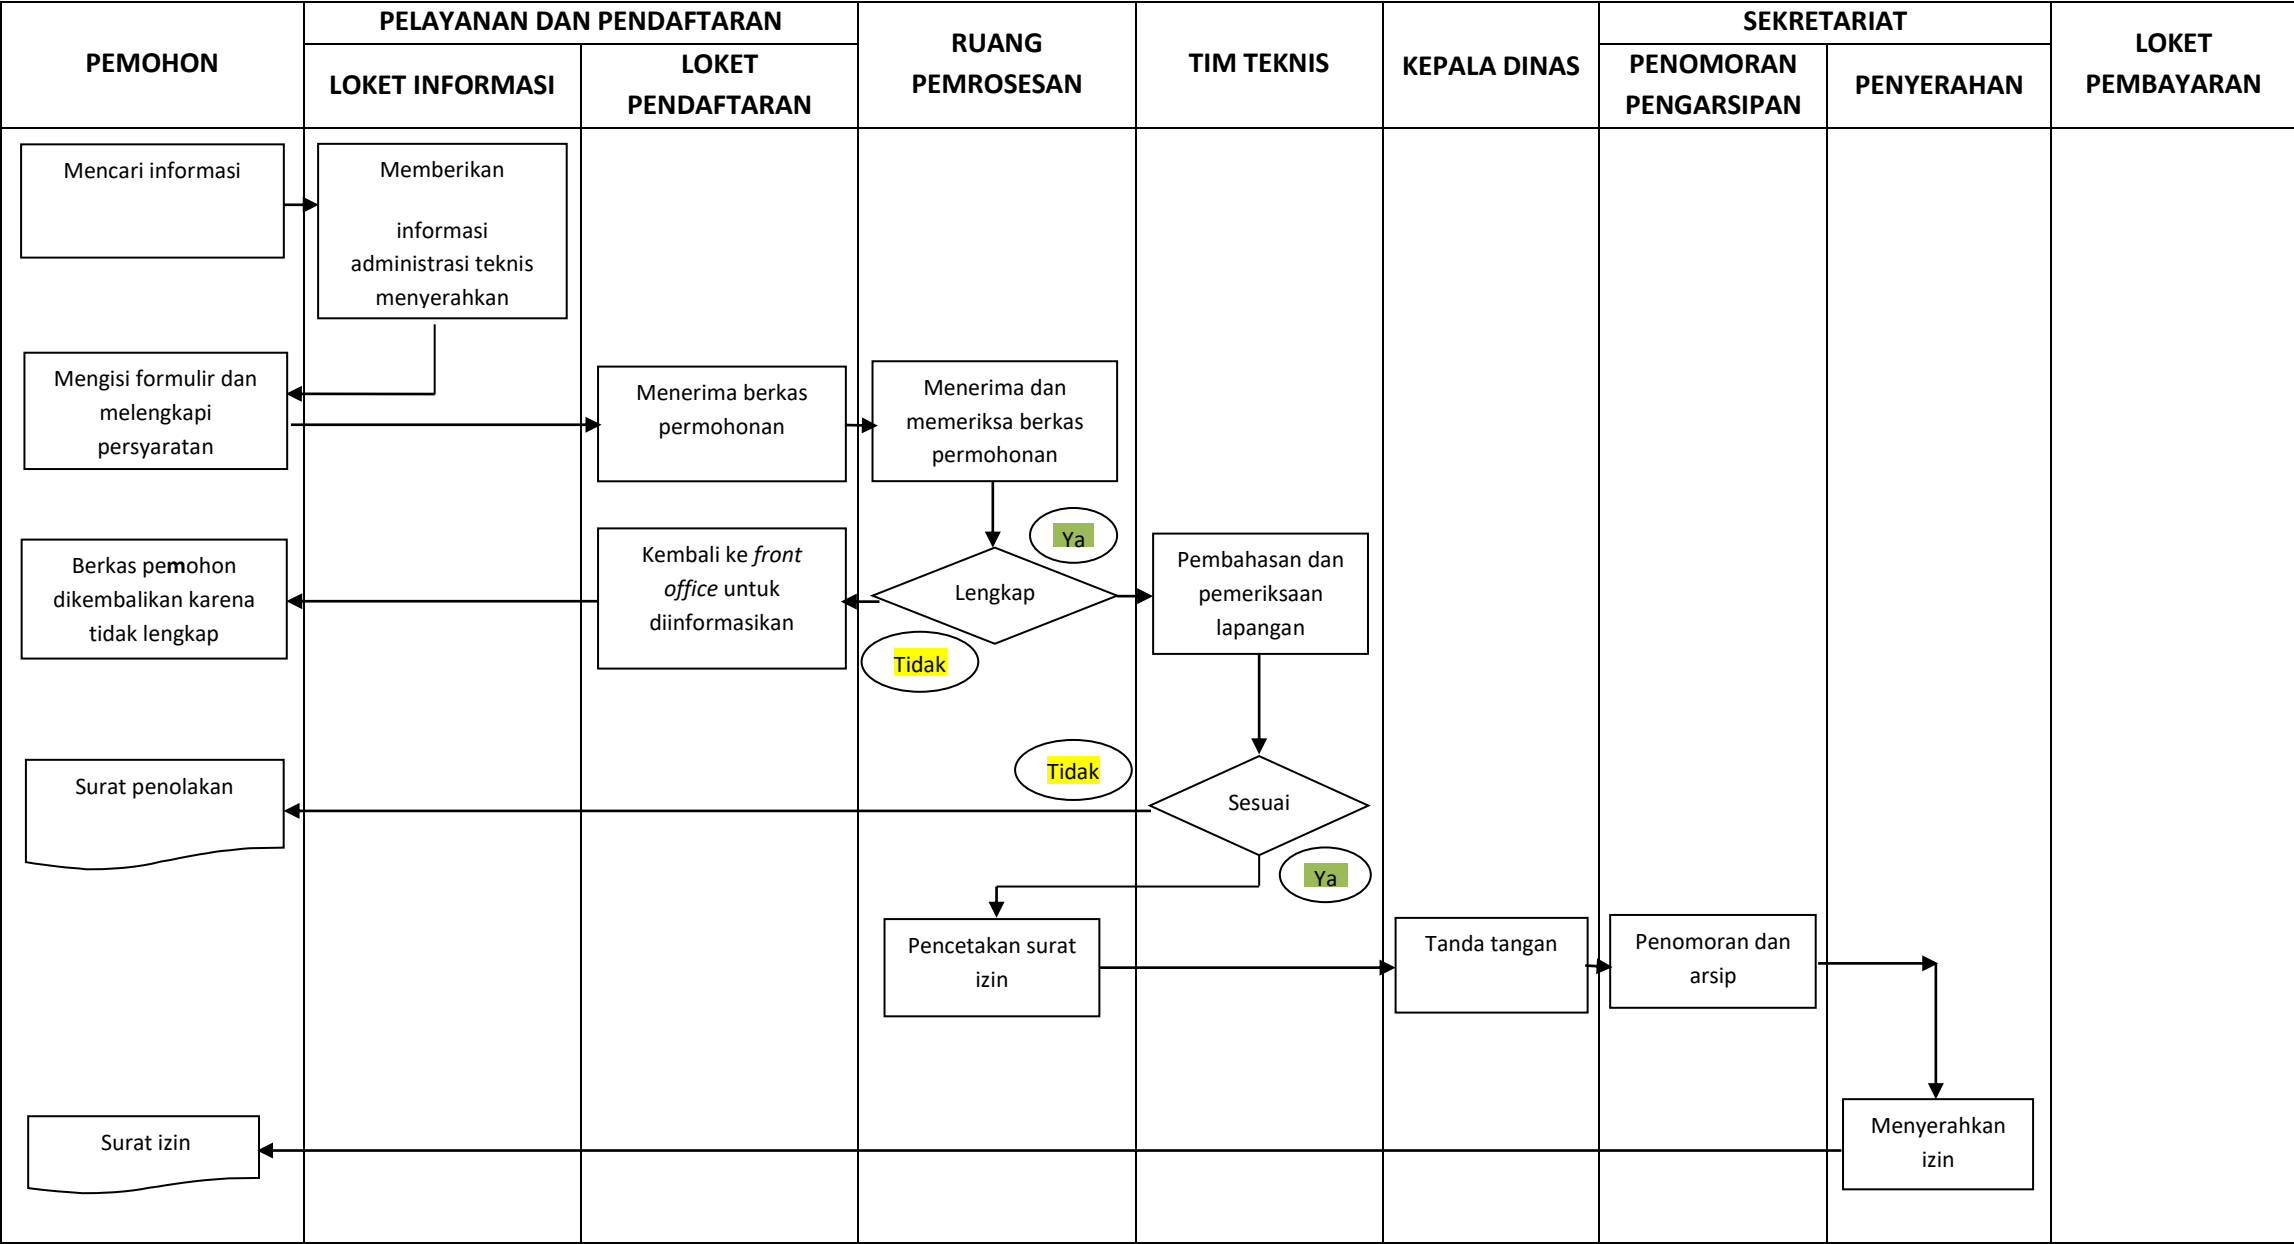 PEMOHON
PELAYANAN DAN PENDAFTARAN
LOKET INFORMASI
LOKET
PENDAFTARAN
RUANG
PEMROSESAN
TIM TEKNIS
KEPALA DINAS
SEKRETARIAT
PENOMORAN
PENGARSIPAN
PENYERAHAN
LOKET
PEMBAYARAN
Mencari informasi
Memberikan
informasi
administrasi teknis
menyerahkan
Mengisi formulir dan
melengkapi
persyaratan
Menerima berkas
permohonan
Menerima dan
memeriksa berkas
permohonan
Berkas pemohon
dikembalikan karena
tidak lengkap
Kembali ke front
office untuk
diinformasikan
Lengkap
Ya
Tidak
Pembahasan dan
pemeriksaan
lapangan
Surat penolakan
Tidak
Sesuai
Ya
Pencetakan surat
izin
Tanda tangan
Penomoran dan
arsip
Surat izin
Menyerahkan
izin